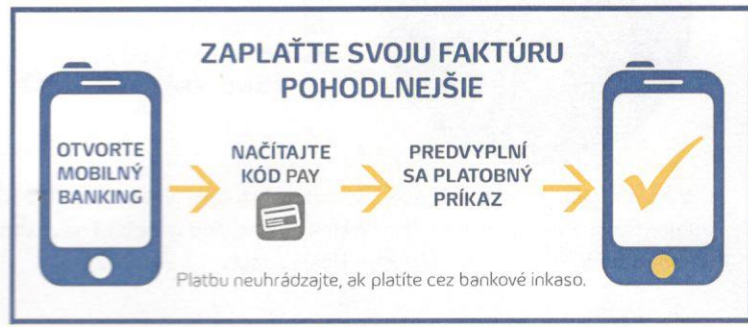 ZAPLAŤTE SVOJU FAKTÚRU
POHODLNEJŠIE
OTVORTE
MOBILNÝ
BANKING
NAČÍTAJTE
KÓD PAY
PREDVYPLNÍ
SA PLATOBNÝ
PRÍKAZ
Platbu neuhrádzajte, ak platíte cez bankové inkaso.